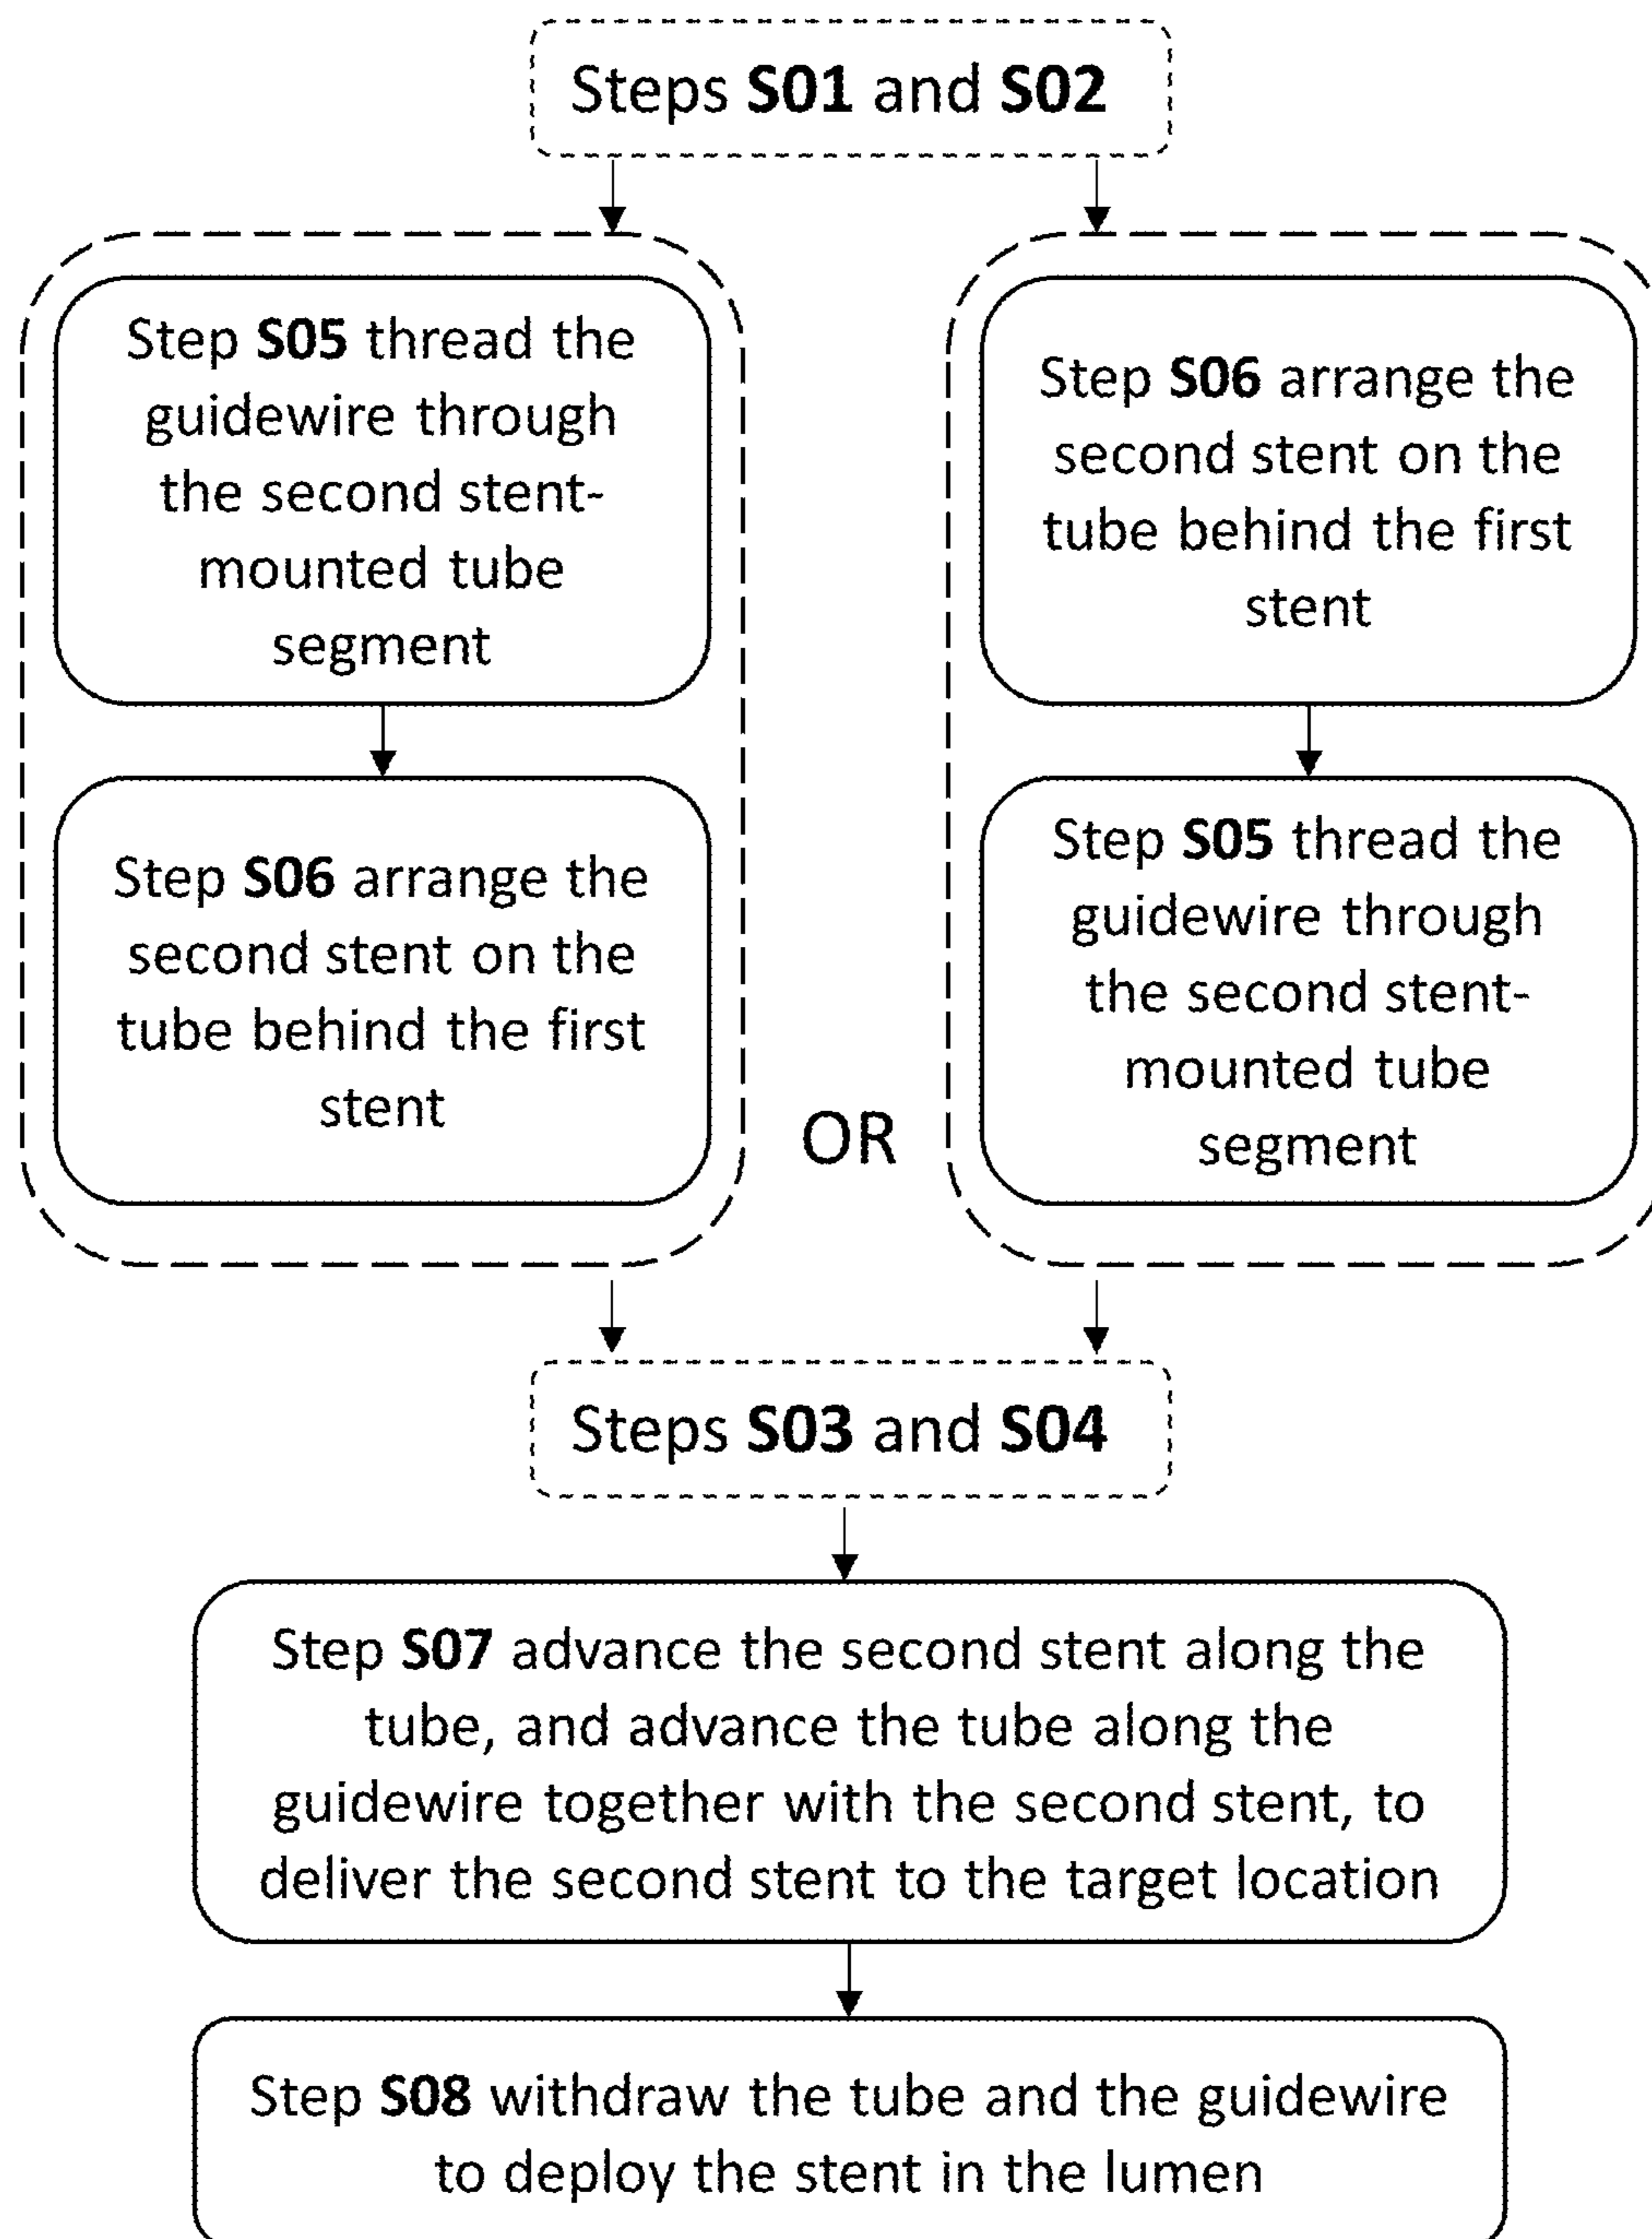 Steps S01 and S02
Step S05 thread the
guidewire through
the second stent-
mounted tube
segment
Step S06 arrange the
second stent on the
tube behind the first
stent
OR
Step S06 arrange the
second stent on the
tube behind the first
stent
Step S05 thread the
guidewire through
the second stent-
mounted tube
segment
Steps S03 and S04
Step S07 advance the second stent along the
tube, and advance the tube along the
guidewire together with the second stent, to
deliver the second stent to the target location
Step S08 withdraw the tube and the guidewire
to deploy the stent in the lumen